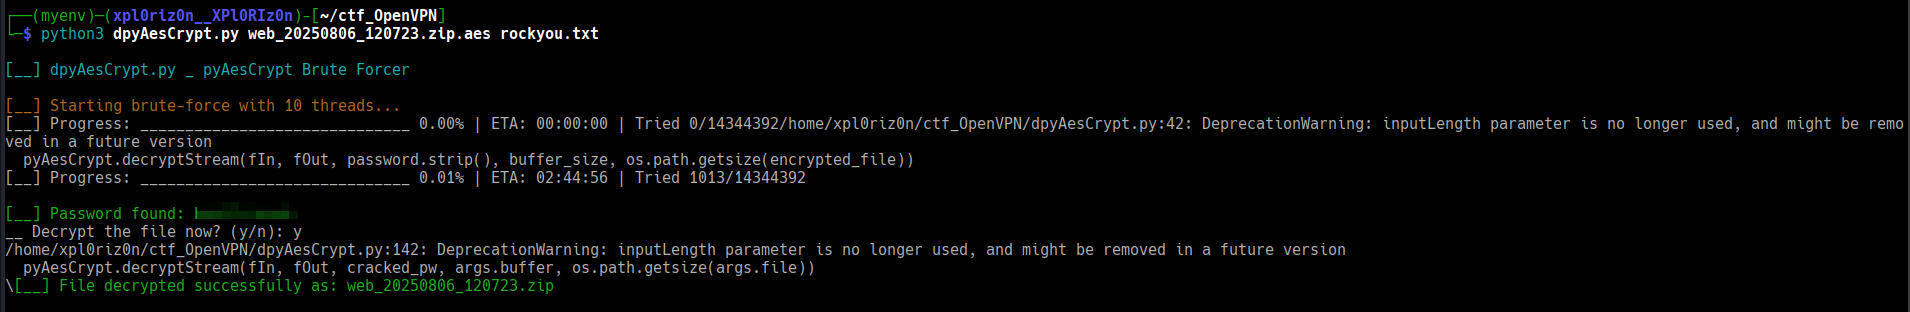 ┌──(myenv)─(xpl0riz0n__XPl0RIz0n)-[~/ctf_OpenVPN]
└─$ python3 dpyAesCrypt.py web_20250806_120723.zip.aes rockyou.txt
[__] dpyAesCrypt.py _ pyAesCrypt Brute Forcer
[__] Starting brute-force with 10 threads...
[__] Progress: ______________________________ 0.00% | ETA: 00:00:00 | Tried 0/14344392/home/xpl0riz0n/ctf_OpenVPN/dpyAesCrypt.py:42: DeprecationWarning: inputLength parameter is no longer used, and might be remo
ved in a future version
  pyAesCrypt.decryptStream(fIn, fOut, password.strip(), buffer_size, os.path.getsize(encrypted_file))
[__] Progress: ______________________________ 0.01% | ETA: 02:44:56 | Tried 1013/14344392
[__] Password found:
__ Decrypt the file now? (y/n): y
/home/xpl0riz0n/ctf_OpenVPN/dpyAesCrypt.py:142: DeprecationWarning: inputLength parameter is no longer used, and might be removed in a future version
  pyAesCrypt.decryptStream(fIn, fOut, cracked_pw, args.buffer, os.path.getsize(args.file))
\[__] File decrypted successfully as: web_20250806_120723.zip